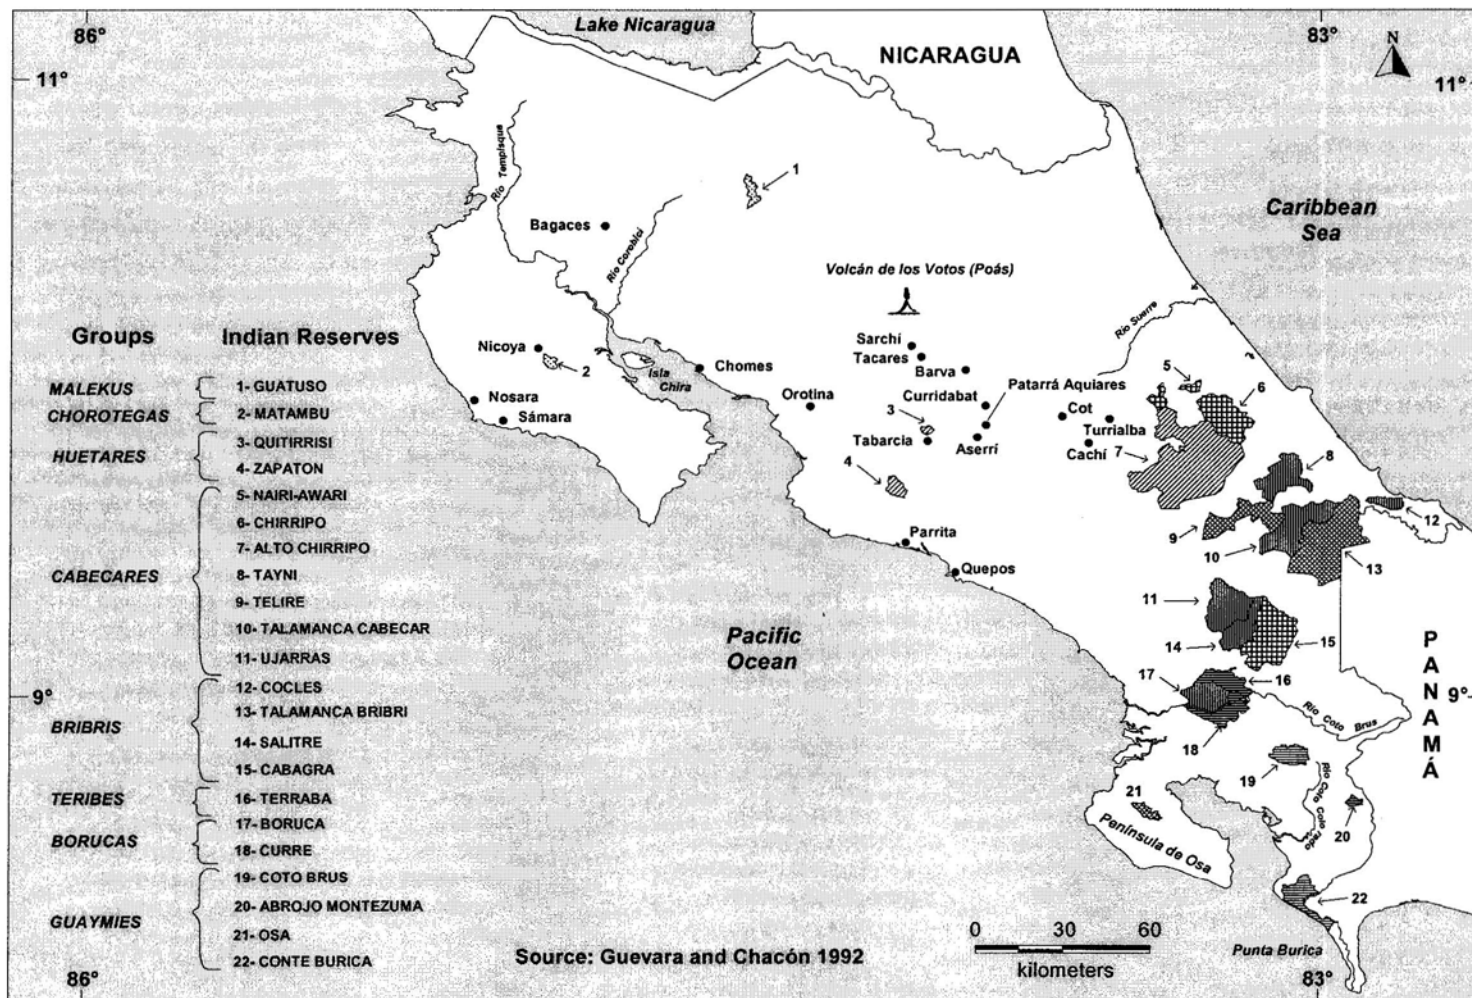 86°
Lake Nicaragua
NICARAGUA
83°
N
11°
11°
Río Tempisque
1
Caribbean
Sea
Bagaces
Río Corobicí
Volcán de los Votos (Poás)
Río Suerre
Groups
Indian Reserves
Nicoya
2
Isla
Chira
Chomes
Sarchí
Tacares
Barva
Patarrá Aquiares
5
6
Nosara
Sámara
Orotina
Curridabat
3
Tabarcia
Aserrí
Cot
Turrialba
Cachí
7
4
8
Parrita
9
10
12
13
Quepos
11
14
15
Pacific
Ocean
PANAMÁ
17
16
9°
9°
Río Coto Brus
18
19
Río Coto Colorado
20
21
Península de Osa
22
Punta Burica
MALEKUS
1- GUATUSO
CHOROTEGAS
2- MATAMBU
HUETARES
3- QUITIRRISI
4- ZAPATON
CABECARES
5- NAIRI-AWARI
6- CHIRRIPO
7- ALTO CHIRRIPO
8- TAYNI
9- TELIRE
10- TALAMANCA CABECAR
11- UJARRAS
BRIBRIS
12- COCLES
13- TALAMANCA BRIBRI
14- SALITRE
15- CABAGRA
TERIBES
16- TERRABA
BORUCAS
17- BORUCA
18- CURRE
GUAYMIES
19- COTO BRUS
20- ABROJO MONTEZUMA
21- OSA
22- CONTE BURICA
Source: Guevara and Chacón 1992
0 30 60
kilometers
86°
83°